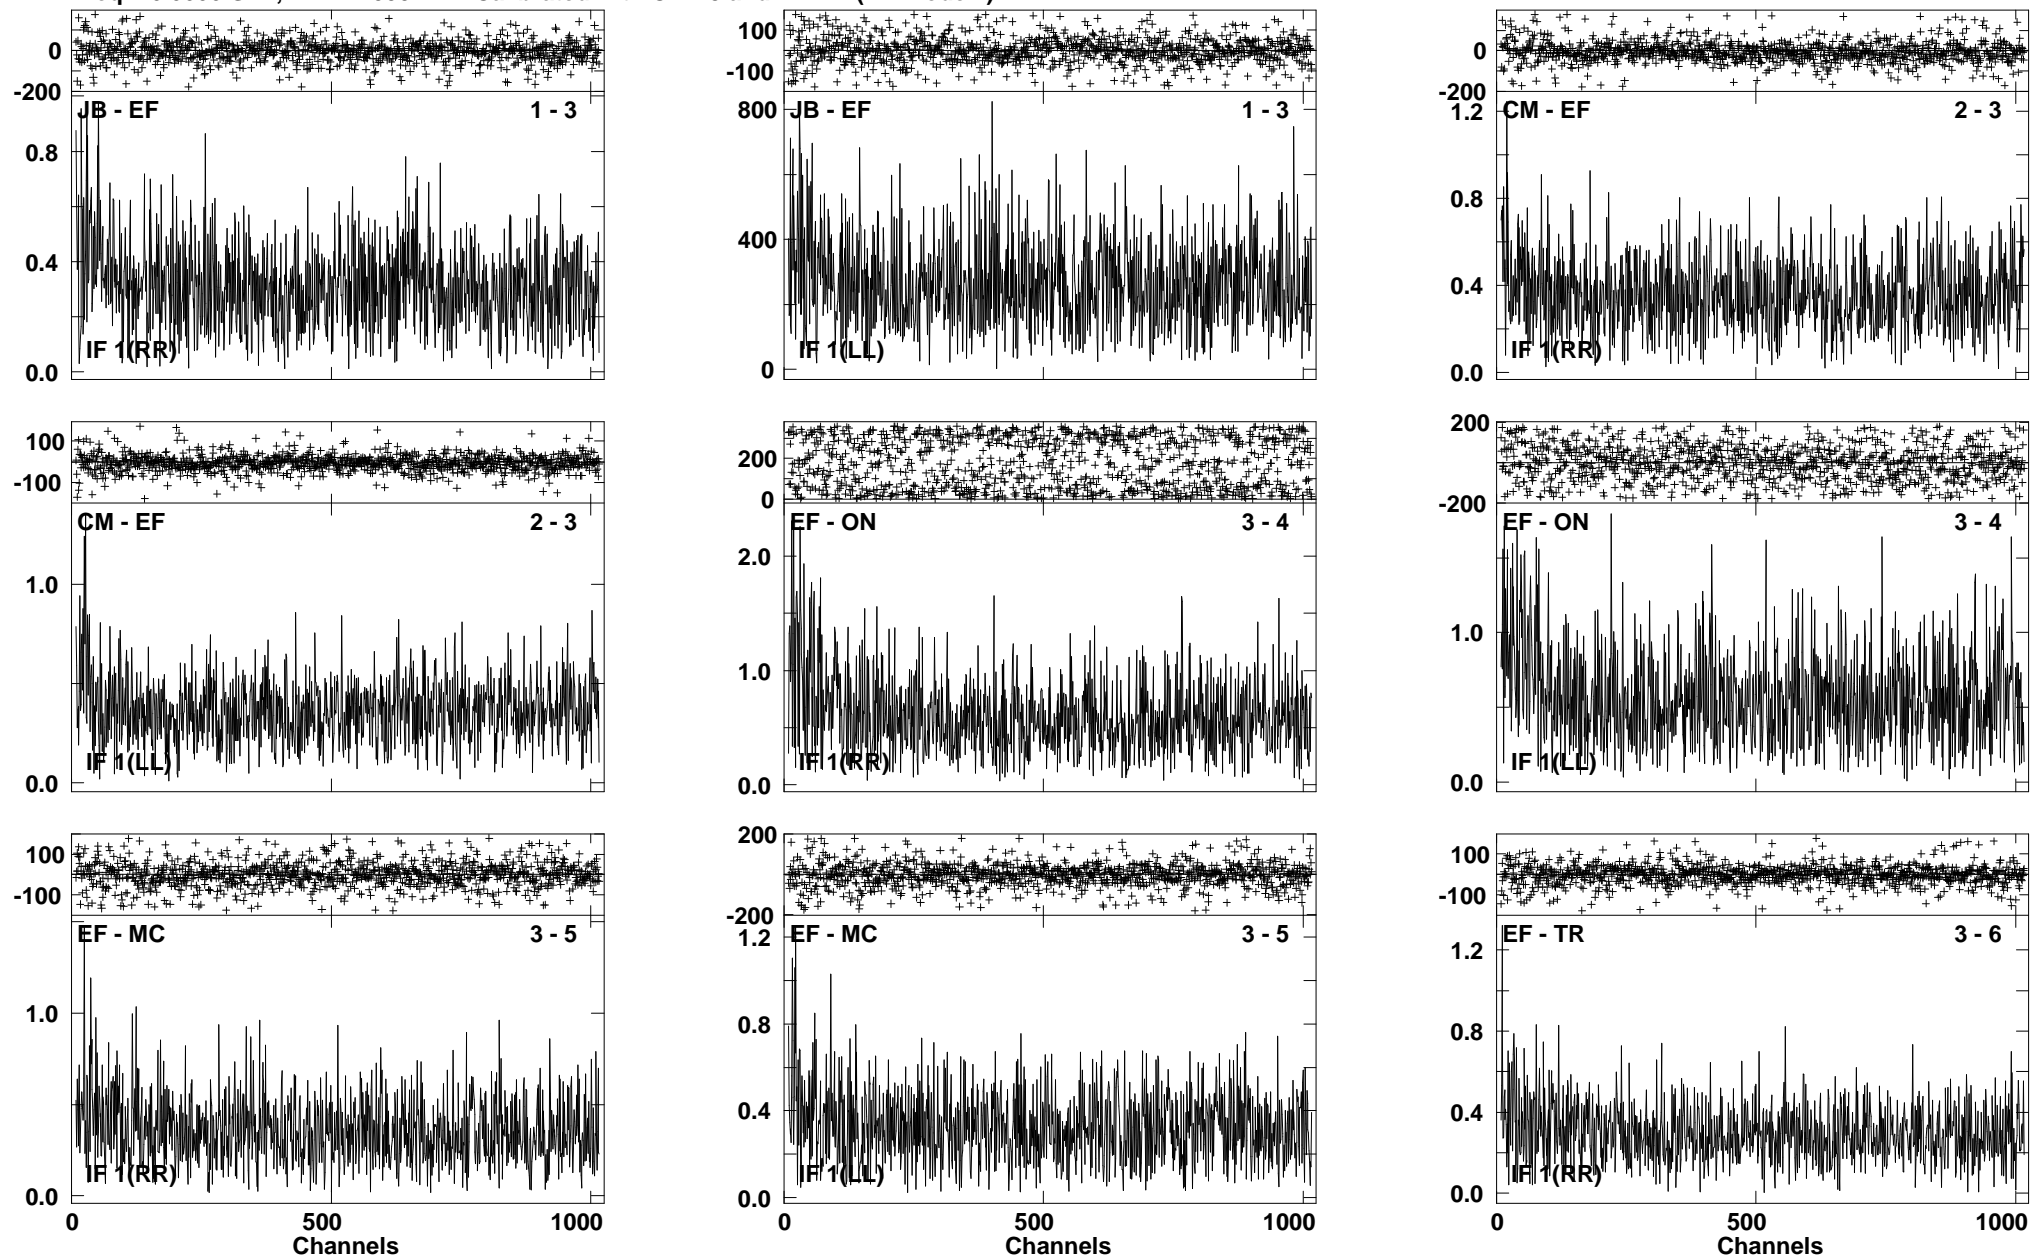 0
-200
JB - EF 1 - 3
0.8
0.4
0.0
IF 1(RR)
100
-100
JB - EF 1 - 3
800
400
0
IF 1(LL)
0
-200
CM - EF 2 - 3
1.2
0.8
0.4
0.0
IF 1(RR)
100
-100
CM - EF 2 - 3
1.0
0.0
IF 1(LL)
200
0
EF - ON 3 - 4
2.0
1.0
0.0
IF 1(RR)
200
-200
EF - ON 3 - 4
1.0
0.0
IF 1(LL)
100
-100
EF - MC 3 - 5
1.0
0.0
IF 1(RR)
0 500 1000
Channels
200
-200
EF - MC 3 - 5
1.2
0.8
0.4
0.0
IF 1(LL)
0 500 1000
Channels
100
-100
EF - TR 3 - 6
1.2
0.8
0.4
0.0
IF 1(RR)
0 500 1000
Channels